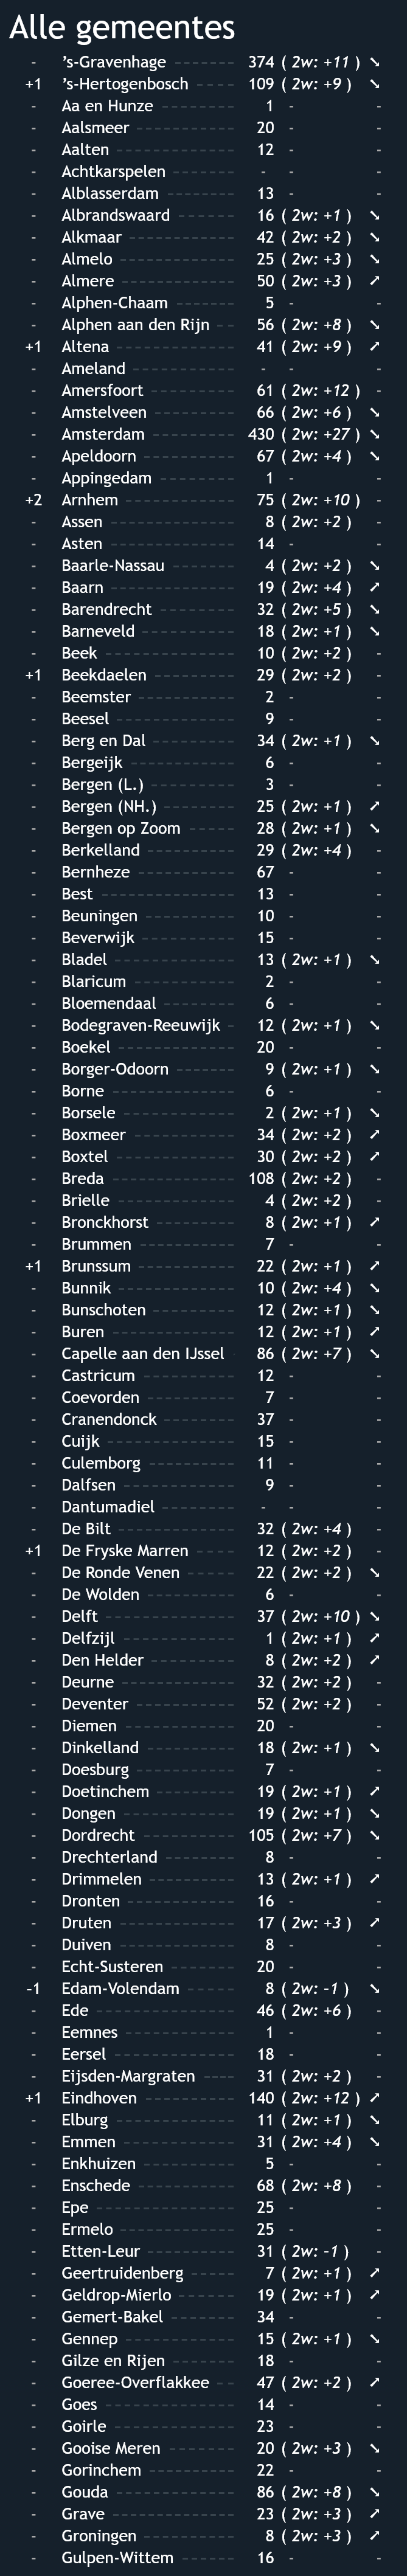 Alle gemeentes
- ’s-Gravenhage 374 ( 2w: +11 ) ➘
+1 ’s-Hertogenbosch 109 ( 2w: +9 ) ➘
- Aa en Hunze 1 - -
- Aalsmeer 20 - -
- Aalten 12 - -
- Achtkarspelen - - -
- Alblasserdam 13 - -
- Albrandswaard 16 ( 2w: +1 ) ➘
- Alkmaar 42 ( 2w: +2 ) ➘
- Almelo 25 ( 2w: +3 ) ➘
- Almere 50 ( 2w: +3 ) ➚
- Alphen-Chaam 5 - -
- Alphen aan den Rijn 56 ( 2w: +8 ) ➘
+1 Altena 41 ( 2w: +9 ) ➚
- Ameland - - -
- Amersfoort 61 ( 2w: +12 ) -
- Amstelveen 66 ( 2w: +6 ) ➘
- Amsterdam 430 ( 2w: +27 ) ➘
- Apeldoorn 67 ( 2w: +4 ) ➘
- Appingedam 1 - -
+2 Arnhem 75 ( 2w: +10 ) -
- Assen 8 ( 2w: +2 ) -
- Asten 14 - -
- Baarle-Nassau 4 ( 2w: +2 ) ➘
- Baarn 19 ( 2w: +4 ) ➚
- Barendrecht 32 ( 2w: +5 ) ➘
- Barneveld 18 ( 2w: +1 ) ➘
- Beek 10 ( 2w: +2 ) -
+1 Beekdaelen 29 ( 2w: +2 ) -
- Beemster 2 - -
- Beesel 9 - -
- Berg en Dal 34 ( 2w: +1 ) ➘
- Bergeijk 6 - -
- Bergen (L.) 3 - -
- Bergen (NH.) 25 ( 2w: +1 ) ➚
- Bergen op Zoom 28 ( 2w: +1 ) ➘
- Berkelland 29 ( 2w: +4 ) -
- Bernheze 67 - -
- Best 13 - -
- Beuningen 10 - -
- Beverwijk 15 - -
- Bladel 13 ( 2w: +1 ) ➘
- Blaricum 2 - -
- Bloemendaal 6 - -
- Bodegraven-Reeuwijk 12 ( 2w: +1 ) ➘
- Boekel 20 - -
- Borger-Odoorn 9 ( 2w: +1 ) ➘
- Borne 6 - -
- Borsele 2 ( 2w: +1 ) ➘
- Boxmeer 34 ( 2w: +2 ) ➚
- Boxtel 30 ( 2w: +2 ) ➚
- Breda 108 ( 2w: +2 ) -
- Brielle 4 ( 2w: +2 ) -
- Bronckhorst 8 ( 2w: +1 ) ➚
- Brummen 7 - -
+1 Brunssum 22 ( 2w: +1 ) ➚
- Bunnik 10 ( 2w: +4 ) ➘
- Bunschoten 12 ( 2w: +1 ) ➘
- Buren 12 ( 2w: +1 ) ➚
- Capelle aan den IJssel 86 ( 2w: +7 ) ➘
- Castricum 12 - -
- Coevorden 7 - -
- Cranendonck 37 - -
- Cuijk 15 - -
- Culemborg 11 - -
- Dalfsen 9 - -
- Dantumadiel - - -
- De Bilt 32 ( 2w: +4 ) -
+1 De Fryske Marren 12 ( 2w: +2 ) -
- De Ronde Venen 22 ( 2w: +2 ) ➘
- De Wolden 6 - -
- Delft 37 ( 2w: +10 ) ➘
- Delfzijl 1 ( 2w: +1 ) ➚
- Den Helder 8 ( 2w: +2 ) ➚
- Deurne 32 ( 2w: +2 ) -
- Deventer 52 ( 2w: +2 ) -
- Diemen 20 - -
- Dinkelland 18 ( 2w: +1 ) ➘
- Doesburg 7 - -
- Doetinchem 19 ( 2w: +1 ) ➚
- Dongen 19 ( 2w: +1 ) ➘
- Dordrecht 105 ( 2w: +7 ) ➘
- Drechterland 8 - -
- Drimmelen 13 ( 2w: +1 ) ➚
- Dronten 16 - -
- Druten 17 ( 2w: +3 ) ➚
- Duiven 8 - -
- Echt-Susteren 20 - -
-1 Edam-Volendam 8 ( 2w: -1 ) ➘
- Ede 46 ( 2w: +6 ) -
- Eemnes 1 - -
- Eersel 18 - -
- Eijsden-Margraten 31 ( 2w: +2 ) -
+1 Eindhoven 140 ( 2w: +12 ) ➚
- Elburg 11 ( 2w: +1 ) ➘
- Emmen 31 ( 2w: +4 ) ➘
- Enkhuizen 5 - -
- Enschede 68 ( 2w: +8 ) -
- Epe 25 - -
- Ermelo 25 - -
- Etten-Leur 31 ( 2w: -1 ) -
- Geertruidenberg 7 ( 2w: +1 ) ➚
- Geldrop-Mierlo 19 ( 2w: +1 ) ➚
- Gemert-Bakel 34 - -
- Gennep 15 ( 2w: +1 ) ➘
- Gilze en Rijen 18 - -
- Goeree-Overflakkee 47 ( 2w: +2 ) ➚
- Goes 14 - -
- Goirle 23 - -
- Gooise Meren 20 ( 2w: +3 ) ➘
- Gorinchem 22 - -
- Gouda 86 ( 2w: +8 ) ➘
- Grave 23 ( 2w: +3 ) ➚
- Groningen 8 ( 2w: +3 ) ➚
- Gulpen-Wittem 16 - -